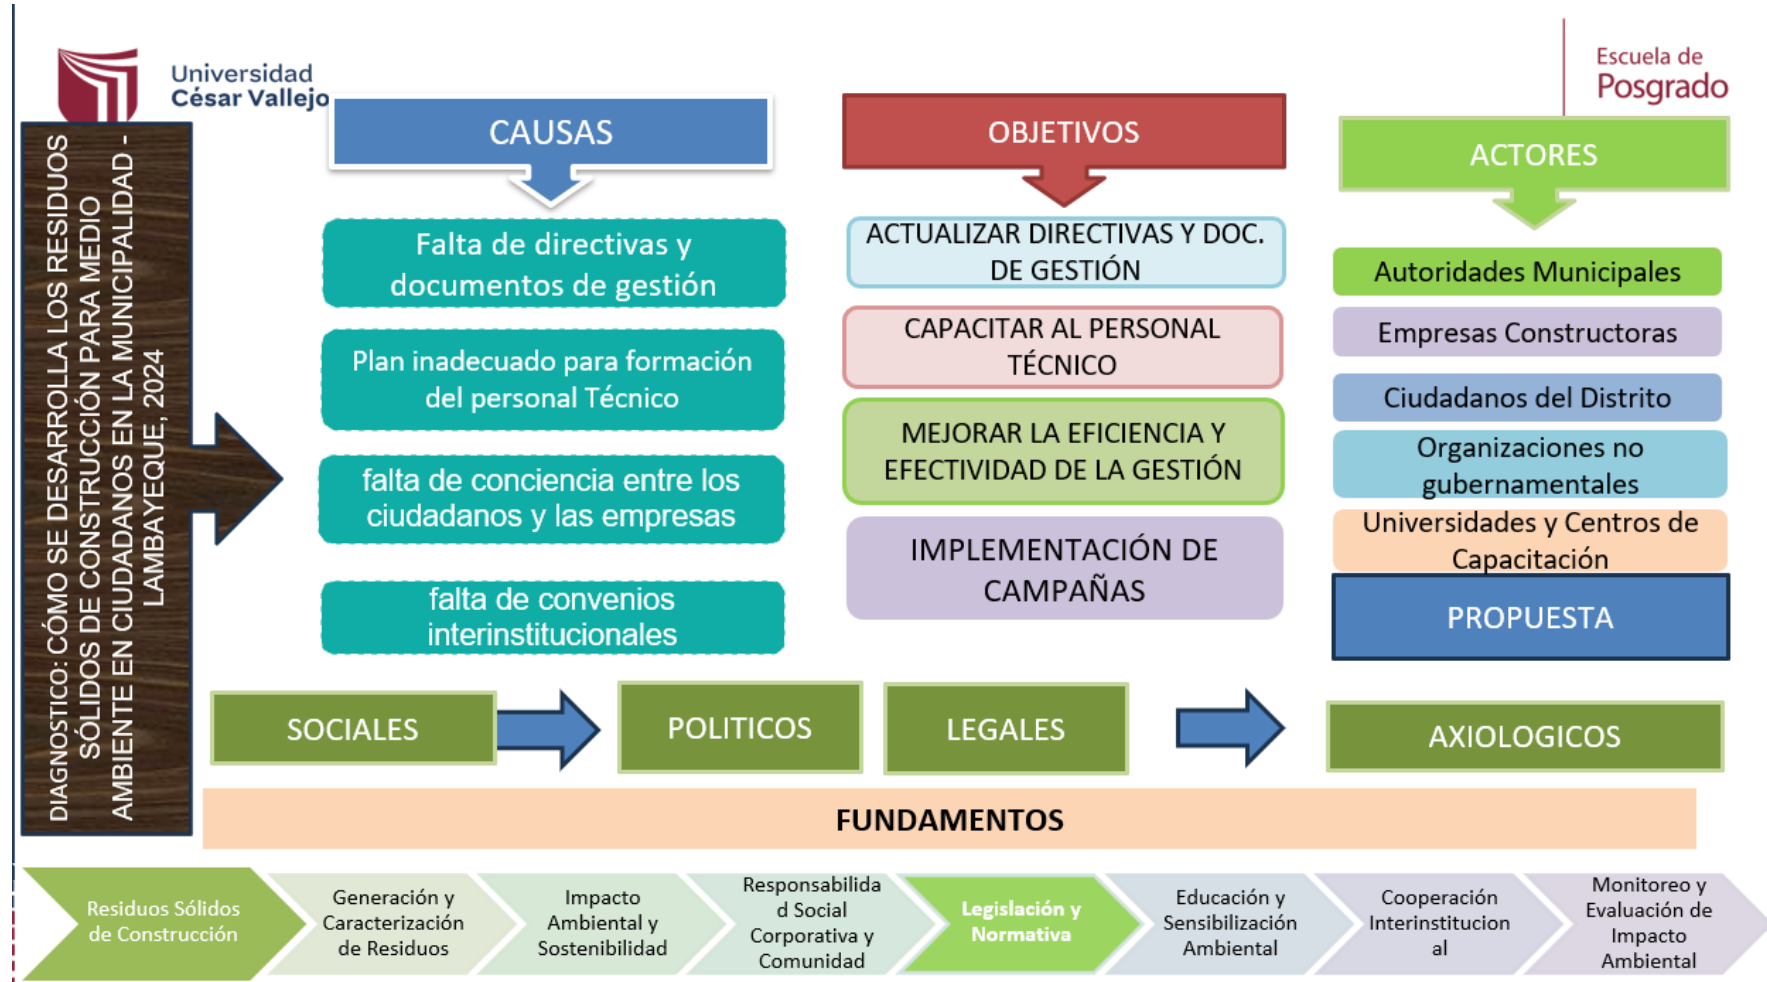 Universidad
César Vallejo
Escuela de
Posgrado
DIAGNOSTICO: CÓMO SE DESARROLLA LOS RESIDUOS
SÓLIDOS DE CONSTRUCCIÓN PARA MEDIO
AMBIENTE EN CIUDADANOS EN LA MUNICIPALIDAD -
LAMBAYEQUE, 2024
CAUSAS
Falta de directivas y
documentos de gestión
Plan inadecuado para formación
del personal Técnico
falta de conciencia entre los
ciudadanos y las empresas
falta de convenios
interinstitucionales
OBJETIVOS
ACTUALIZAR DIRECTIVAS Y DOC.
DE GESTIÓN
CAPACITAR AL PERSONAL
TÉCNICO
MEJORAR LA EFICIENCIA Y
EFECTIVIDAD DE LA GESTIÓN
IMPLEMENTACIÓN DE
CAMPAÑAS
ACTORES
Autoridades Municipales
Empresas Constructoras
Ciudadanos del Distrito
Organizaciones no
gubernamentales
Universidades y Centros de
Capacitación
PROPUESTA
SOCIALES
POLITICOS
LEGALES
AXIOLOGICOS
FUNDAMENTOS
Residuos Sólidos
de Construcción
Generación y
Caracterización
de Residuos
Impacto
Ambiental y
Sostenibilidad
Responsabilida
d Social
Corporativa y
Comunidad
Legislación y
Normativa
Educación y
Sensibilización
Ambiental
Cooperación
Interinstitucion
al
Monitoreo y
Evaluación de
Impacto
Ambiental